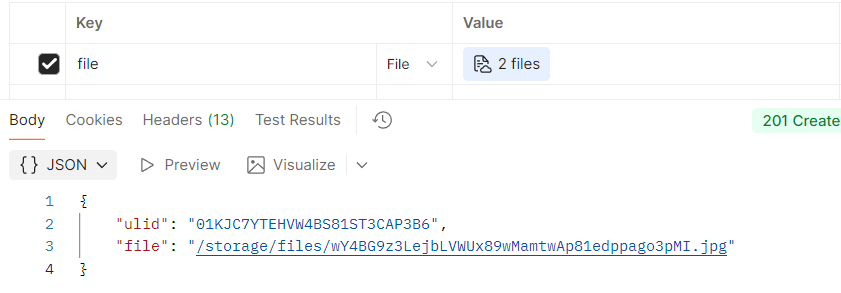 Key Value
file File 2 files
Body Cookies Headers (13) Test Results 201 Create
{} JSON Preview Visualize
1 {
2 "ulid": "01KJC7YTEHVW4BS81ST3CAP3B6",
3 "file": "/storage/files/wY4BG9z3LejbLVWUx89wMamtwAp81edppago3pMI.jpg"
4 }